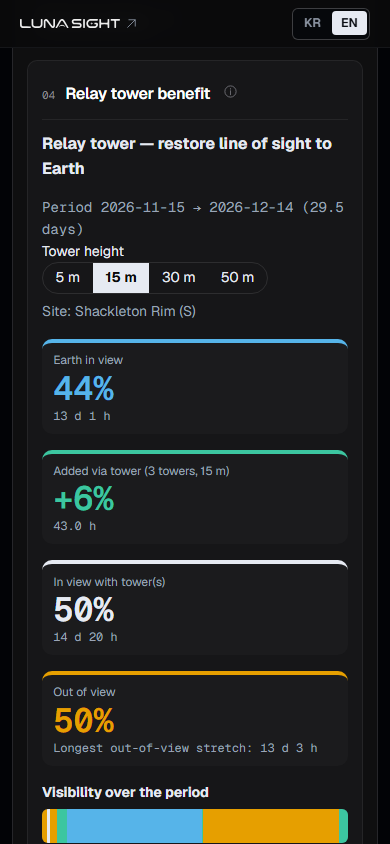 LUNA SIGHT ↗
KR EN
04 Relay tower benefit ⓘ
Relay tower — restore line of sight to
Earth
Period 2026-11-15 → 2026-12-14 (29.5
days)
Tower height
5 m 15 m 30 m 50 m
Site: Shackleton Rim (S)
Earth in view
44%
13 d 1 h
Added via tower (3 towers, 15 m)
+6%
43.0 h
In view with tower(s)
50%
14 d 20 h
Out of view
50%
Longest out-of-view stretch: 13 d 3 h
Visibility over the period